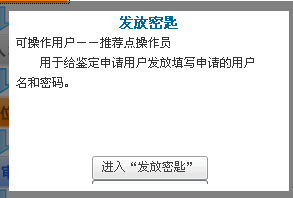 发放密匙
可操作用户－－推荐点操作员
用于给鉴定申请用户发放填写申请的用户
名和密码。
进入“发放密匙”